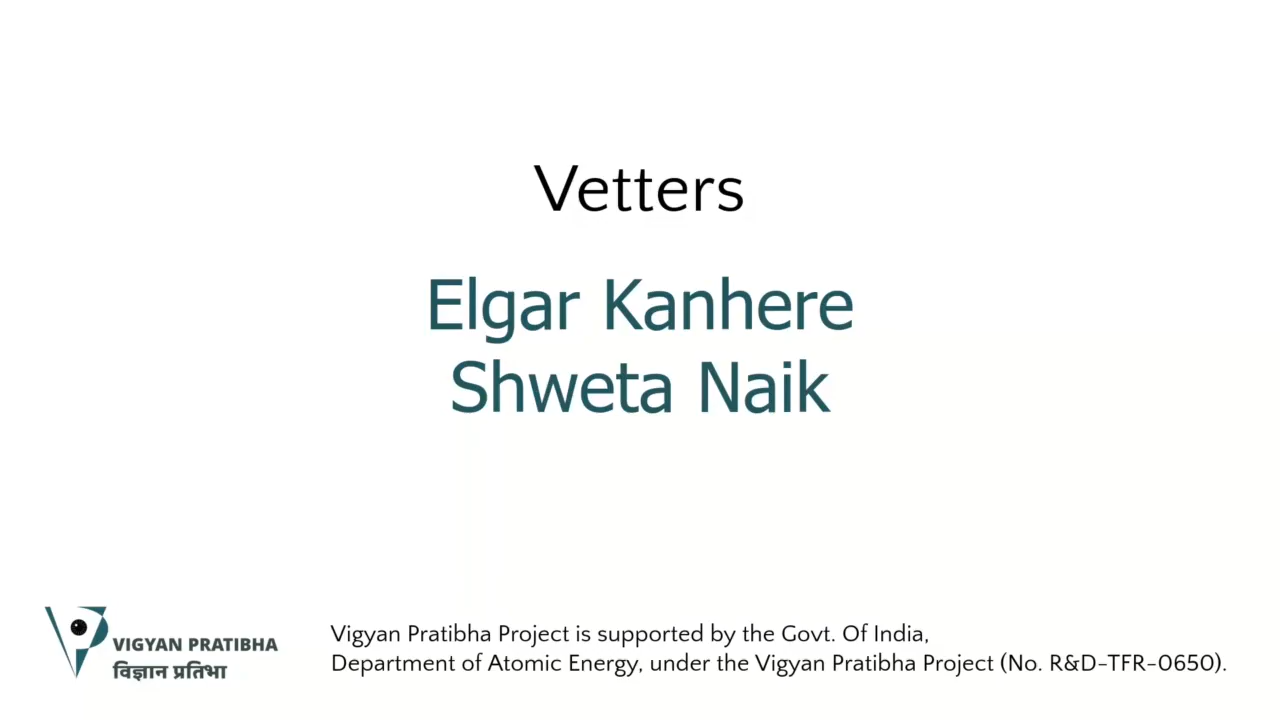 Vetters
Elgar Kanhere
Shweta Naik
VIGYAN PRATIBHA
विज्ञान प्रतिभा
Vigyan Pratibha Project is supported by the Govt. Of India,
Department of Atomic Energy, under the Vigyan Pratibha Project (No. R&D-TFR-0650).